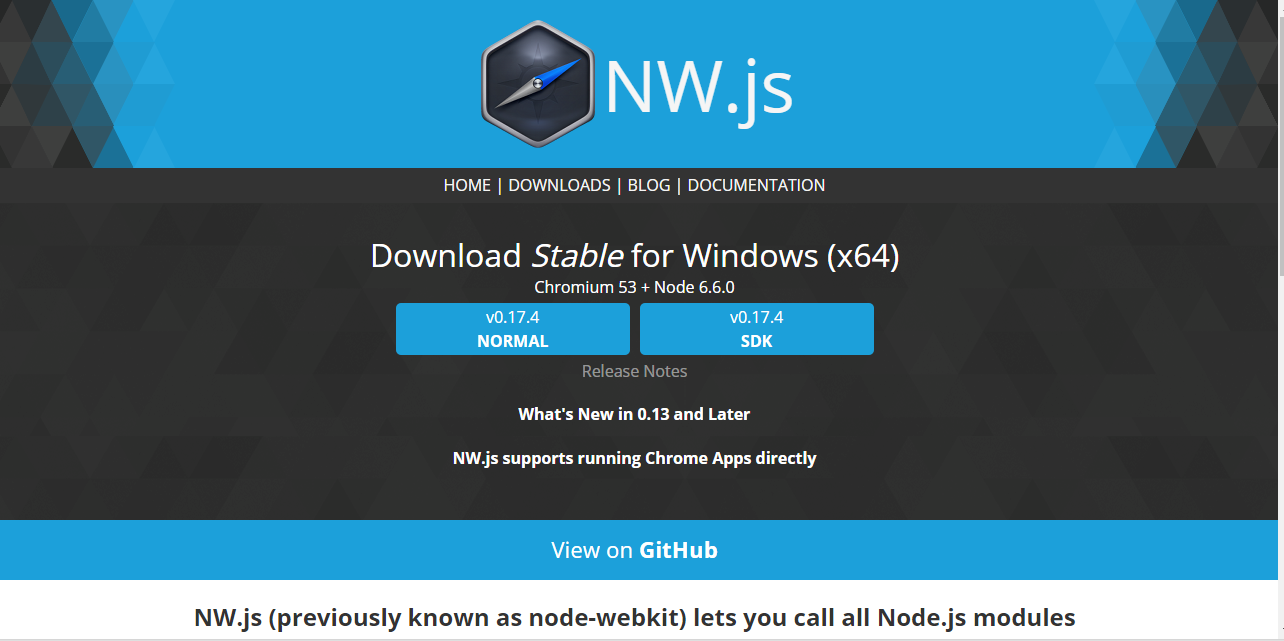 NW.js
HOME | DOWNLOADS | BLOG | DOCUMENTATION
Download Stable for Windows (x64)
Chromium 53 + Node 6.6.0
v0.17.4
NORMAL
v0.17.4
SDK
Release Notes
What's New in 0.13 and Later
NW.js supports running Chrome Apps directly
View on GitHub
NW.js (previously known as node-webkit) lets you call all Node.js modules